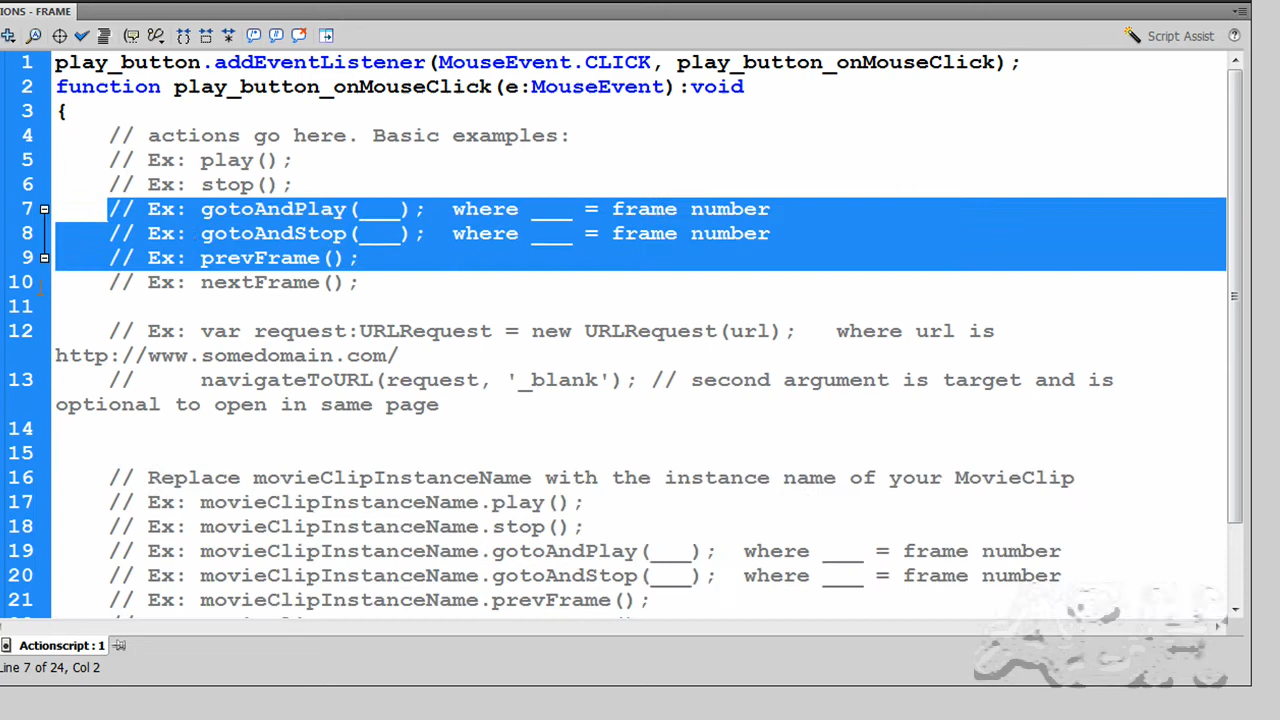 ONS - FRAME
Script Assist
1 play_button.addEventListener(MouseEvent.CLICK, play_button_onMouseClick);
2 function play_button_onMouseClick(e:MouseEvent):void
3 {
4 // actions go here. Basic examples:
5 // Ex: play();
6 // Ex: stop();
7 // Ex: gotoAndPlay(___); where ___ = frame number
8 // Ex: gotoAndStop(___); where ___ = frame number
9 // Ex: prevFrame();
10 // Ex: nextFrame();
11
12 // Ex: var request:URLRequest = new URLRequest(url); where url is
http://www.somedomain.com/
13 // navigateToURL(request, '_blank'); // second argument is target and is
optional to open in same page
14
15
16 // Replace movieClipInstanceName with the instance name of your MovieClip
17 // Ex: movieClipInstanceName.play();
18 // Ex: movieClipInstanceName.stop();
19 // Ex: movieClipInstanceName.gotoAndPlay(___); where ___ = frame number
20 // Ex: movieClipInstanceName.gotoAndStop(___); where ___ = frame number
21 // Ex: movieClipInstanceName.prevFrame();
Actionscript : 1
Line 7 of 24, Col 2